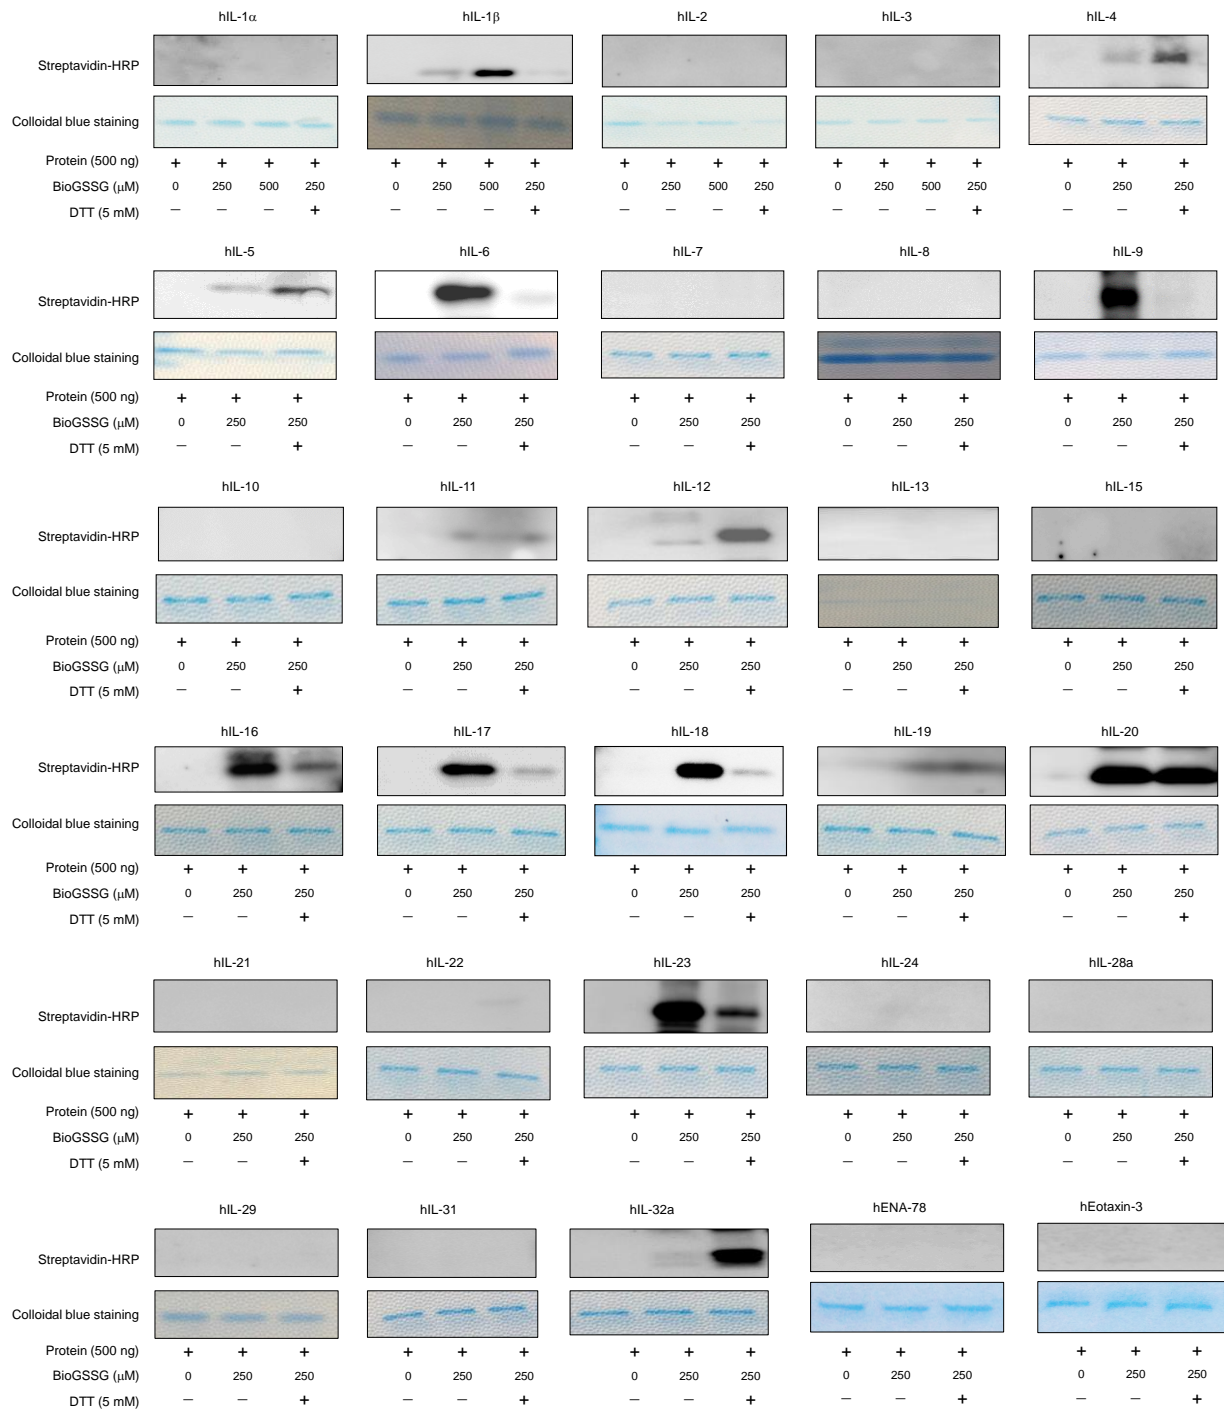 hIL-1α hIL-1β hIL-2 hIL-3 hIL-4
Streptavidin-HRP
Colloidal blue staining
Protein (500 ng) + + + + + + + + + + + + + + + + + + +
BioGSSG (μM) 0 250 500 250 0 250 500 250 0 250 500 250 0 250 500 250 0 250 250
DTT (5 mM) — — — + — — — + — — — + — — — + — — +
hIL-5 hIL-6 hIL-7 hIL-8 hIL-9
Streptavidin-HRP
Colloidal blue staining
Protein (500 ng) + + + + + + + + + + + + + + +
BioGSSG (μM) 0 250 250 0 250 250 0 250 250 0 250 250 0 250 250
DTT (5 mM) — — + — — + — — + — — + — — +
hIL-10 hIL-11 hIL-12 hIL-13 hIL-15
Streptavidin-HRP
Colloidal blue staining
Protein (500 ng) + + + + + + + + + + + + + + +
BioGSSG (μM) 0 250 250 0 250 250 0 250 250 0 250 250 0 250 250
DTT (5 mM) — — + — — + — — + — — + — — +
hIL-16 hIL-17 hIL-18 hIL-19 hIL-20
Streptavidin-HRP
Colloidal blue staining
Protein (500 ng) + + + + + + + + + + + + + + +
BioGSSG (μM) 0 250 250 0 250 250 0 250 250 0 250 250 0 250 250
DTT (5 mM) — — + — — + — — + — — + — — +
hIL-21 hIL-22 hIL-23 hIL-24 hIL-28a
Streptavidin-HRP
Colloidal blue staining
Protein (500 ng) + + + + + + + + + + + + + + +
BioGSSG (μM) 0 250 250 0 250 250 0 250 250 0 250 250 0 250 250
DTT (5 mM) — — + — — + — — + — — + — — +
hIL-29 hIL-31 hIL-32a hENA-78 hEotaxin-3
Streptavidin-HRP
Colloidal blue staining
Protein (500 ng) + + + + + + + + + + + + + + +
BioGSSG (μM) 0 250 250 0 250 250 0 250 250 0 250 250 0 250 250
DTT (5 mM) — — + — — + — — + — — + — — +